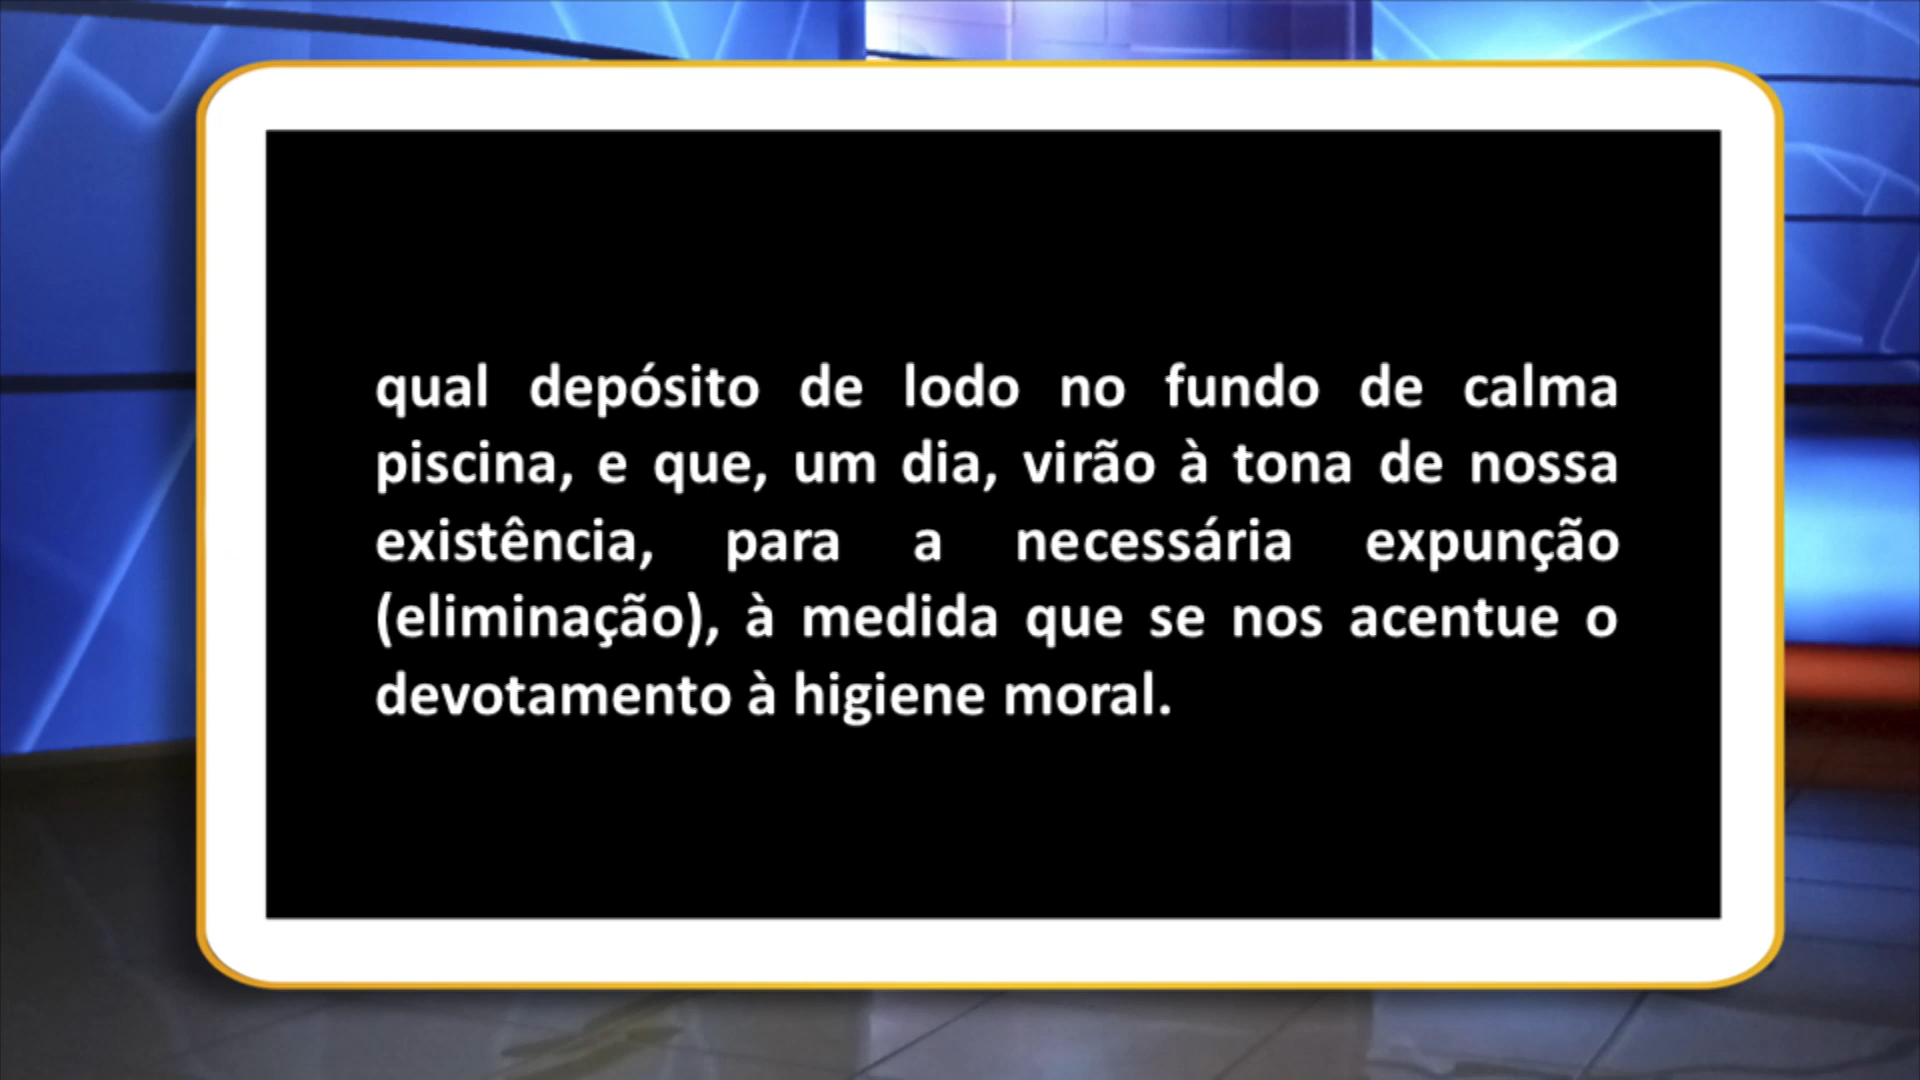 qual depósito de lodo no fundo de calma
piscina, e que, um dia, virão à tona de nossa
existência, para a necessária expunção
(eliminação), à medida que se nos acentue o
devotamento à higiene moral.